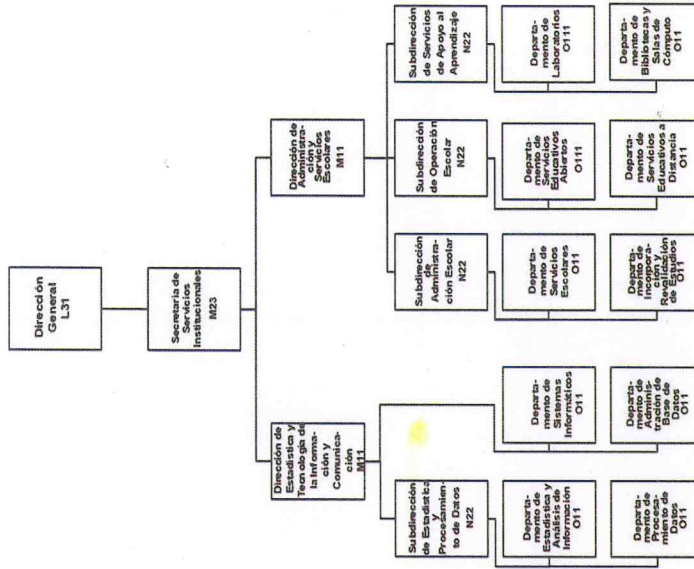 Dirección
General
L31
Secretaria de
Servicios
Institucionales
M23
Dirección de
Estadistica y
Tecnología de
la Informa-
ción y
Comunica-
ción
M11
Dirección de
Administra-
ción y
Servicios
Escolares
M11
Subdirección
de Estadistica
y
Procesamien-
to de Datos
N22
Subdirección
de
Administra-
ción Escolar
N22
Subdirección
de Operación
Escolar
N22
Subdirección
de Servicios
de Apoyo al
Aprendizaje
N22
Departa-
mento de
Estadistica y
Análisis de
Información
O11
Departa-
mento de
Sistemas
Informáticos
O11
Departa-
mento de
Servicios
Escolares
O11
Departa-
mento de
Servicios
Educativos
Abiertos
O111
Departa-
mento de
Laboratorios
O111
Departa-
mento de
Procesa-
miento de
Datos
O11
Departa-
mento de
Adminis-
tración de
Base de
Datos
O11
Departa-
mento de
Incorpora-
ción y
Revalidación
de Estudios
O11
Departa-
mento de
Servicios
Educativos a
Distancia
O11
Departa-
mento de
Bibliotecas y
Salas de
Cómputo
O11